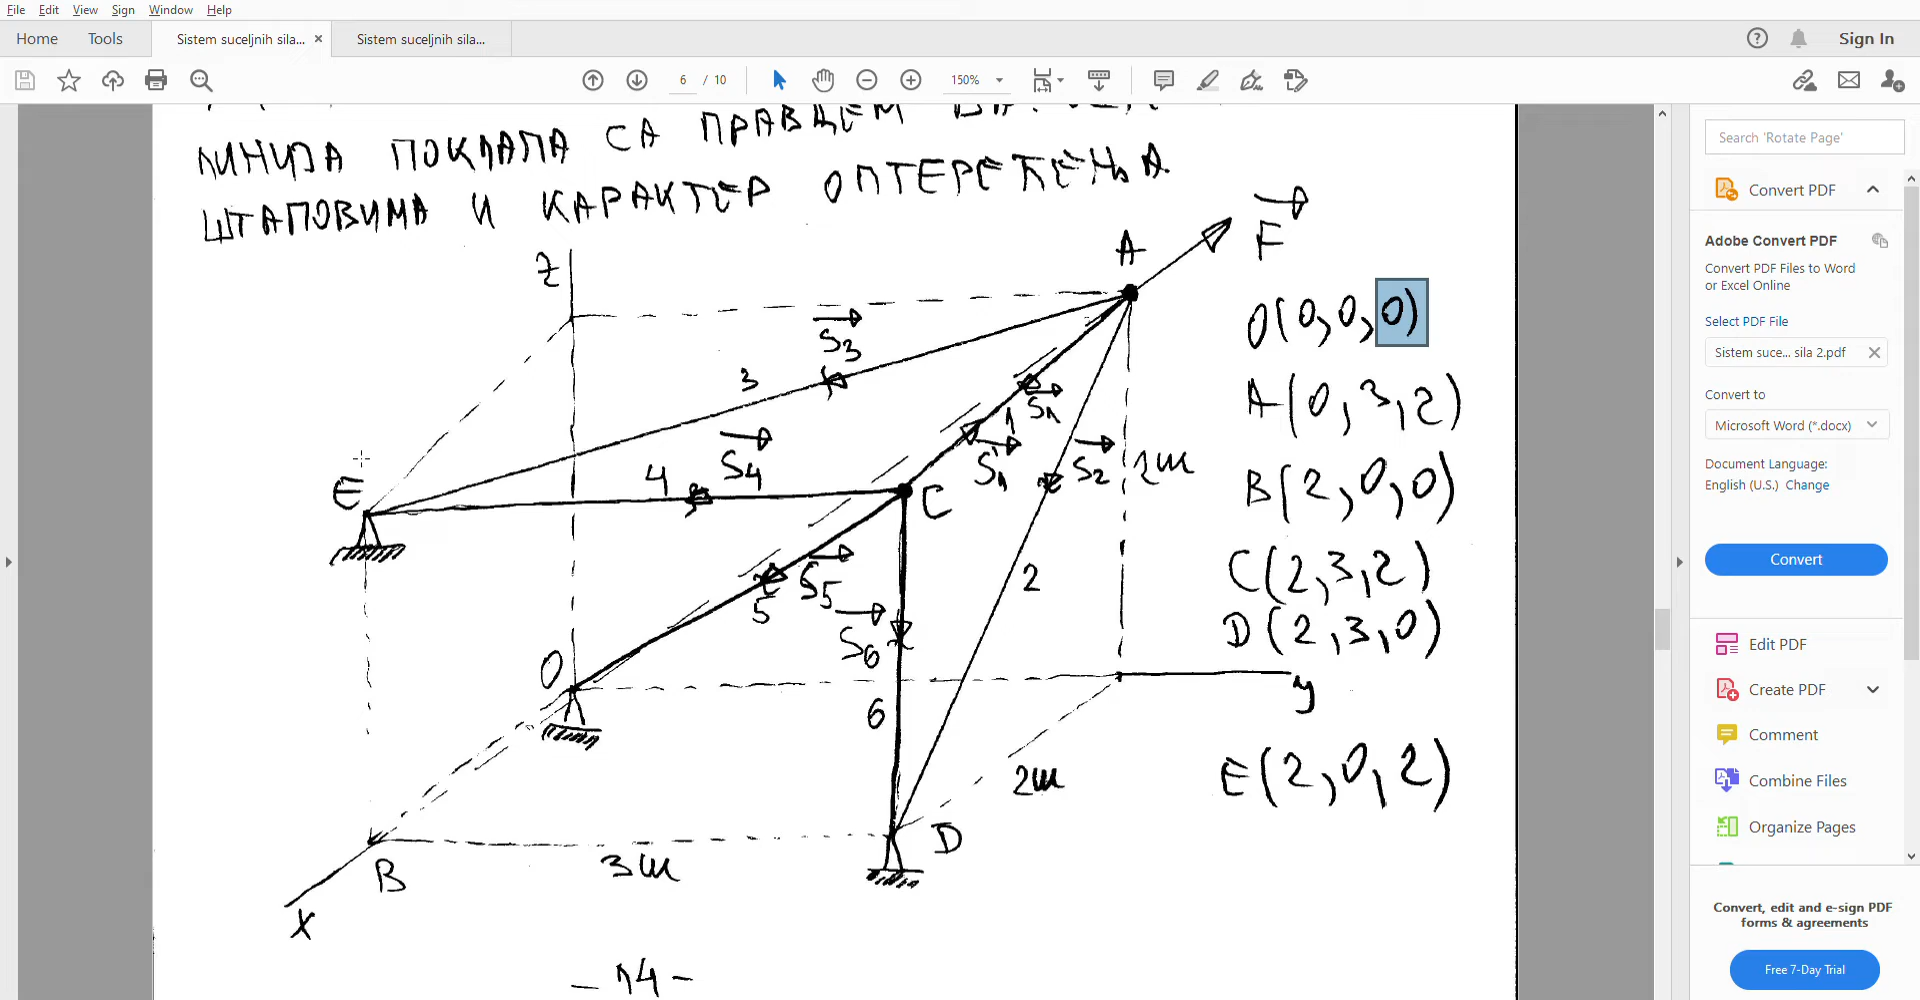 File Edit View Sign Window Help
Home Tools Sistem suceljnih sila... × Sistem suceljnih sila... Sign In
6 / 10 150%
ЛИНИЈА ПОКЛАПА СА ПРАВЦЕМ
ШТАПОВИМА И КАРАКТЕР ОПТЕРЕЋЕЊА
z
A
F
S3
3
S1
1
S1
S2
2m
E
4
S4
C
S5
5
S6
2
O
6
y
2m
D
B
3m
x
O(0,0,0)
A(0,3,2)
B(2,0,0)
C(2,3,2)
D(2,3,0)
E(2,0,2)
- 14 -
Search 'Rotate Page'
Convert PDF
Adobe Convert PDF
Convert PDF Files to Word
or Excel Online
Select PDF File
Sistem suce... sila 2.pdf
Convert to
Microsoft Word (*.docx)
Document Language:
English (U.S.) Change
Convert
Edit PDF
Create PDF
Comment
Combine Files
Organize Pages
Convert, edit and e-sign PDF
forms & agreements
Free 7-Day Trial